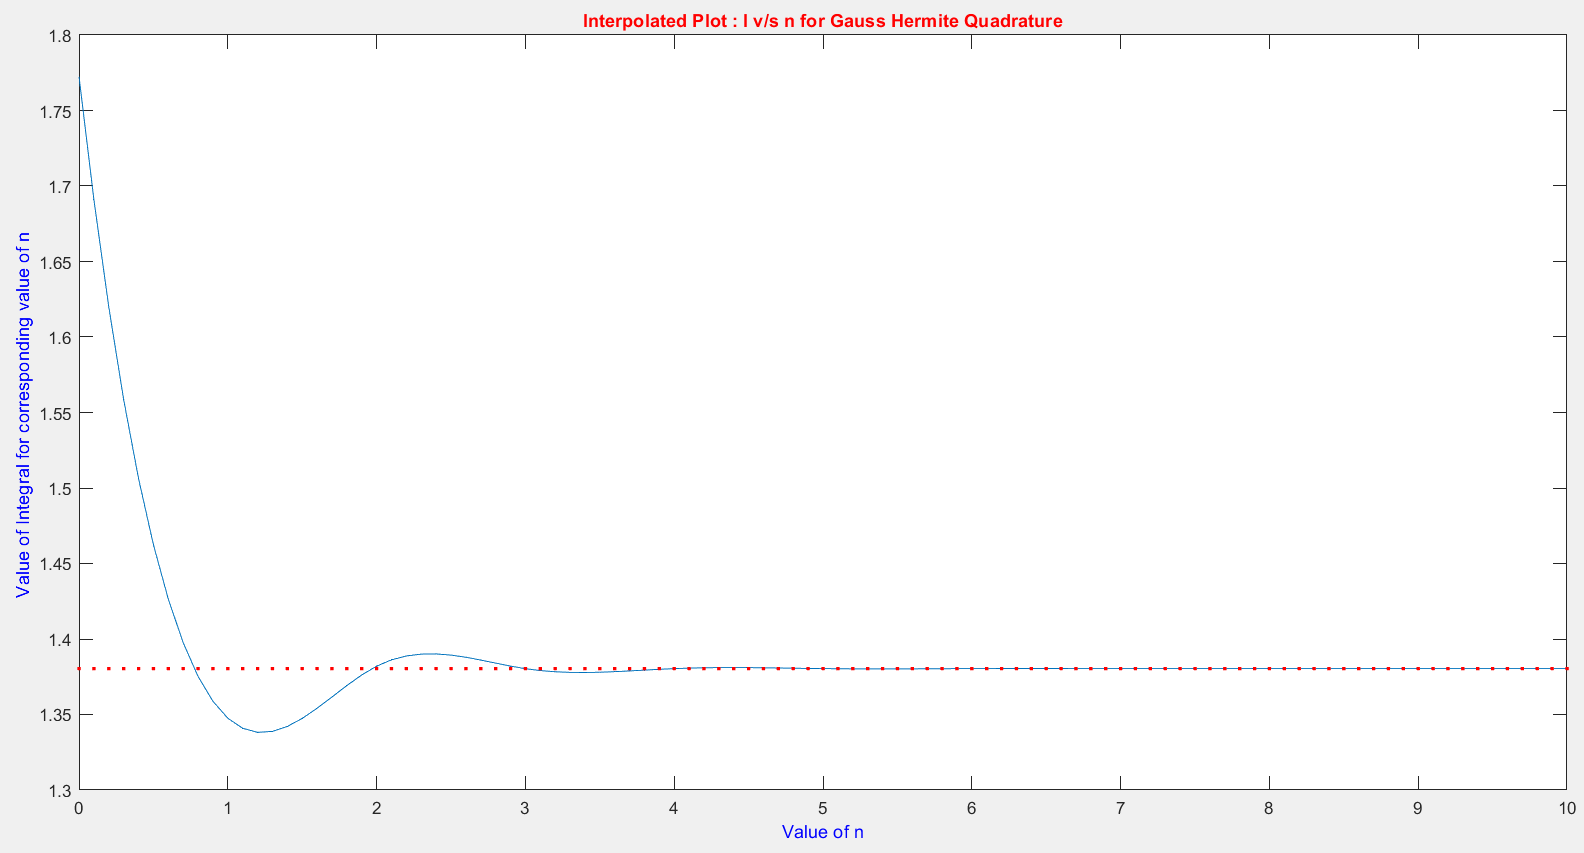 Interpolated Plot : I v/s n for Gauss Hermite Quadrature
Value of Integral for corresponding value of n
1.8
1.75
1.7
1.65
1.6
1.55
1.5
1.45
1.4
1.35
1.3
0 1 2 3 4 5 6 7 8 9 10
Value of n